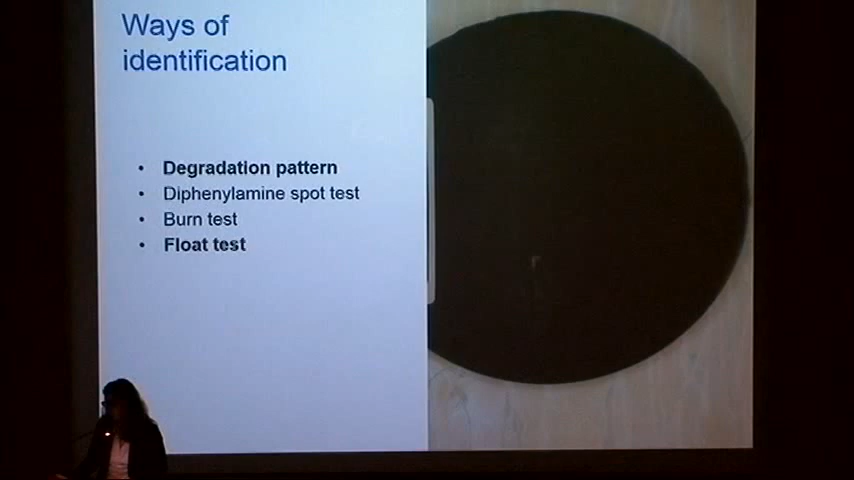 Ways of
identification
• Degradation pattern
• Diphenylamine spot test
• Burn test
• Float test